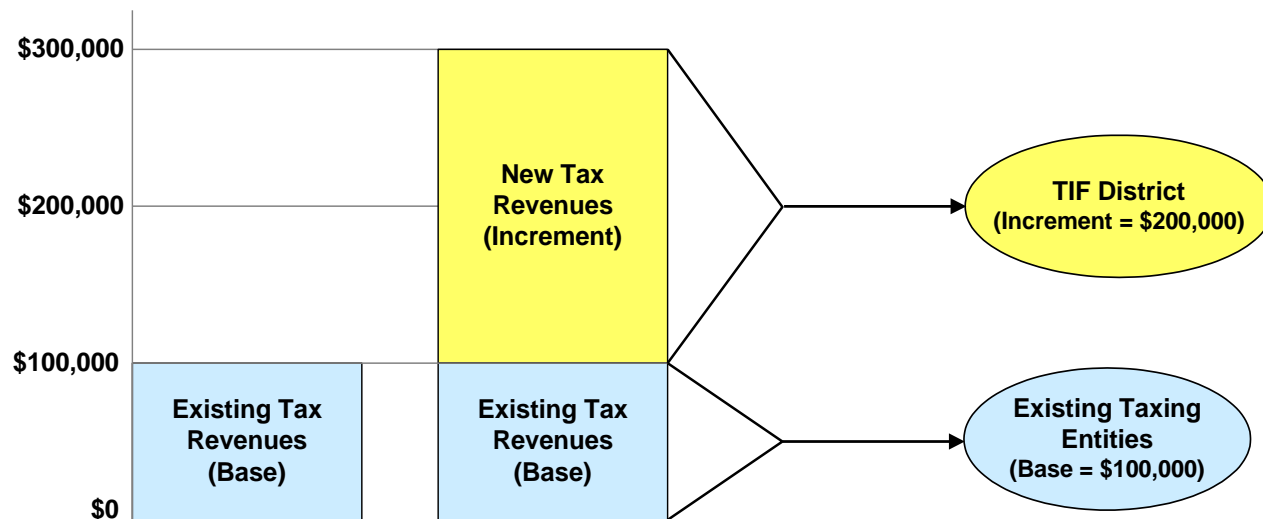 $300,000
$200,000
$100,000
$0
New Tax
Revenues
(Increment)
Existing Tax
Revenues
(Base)
Existing Tax
Revenues
(Base)
TIF District
(Increment = $200,000)
Existing Taxing
Entities
(Base = $100,000)